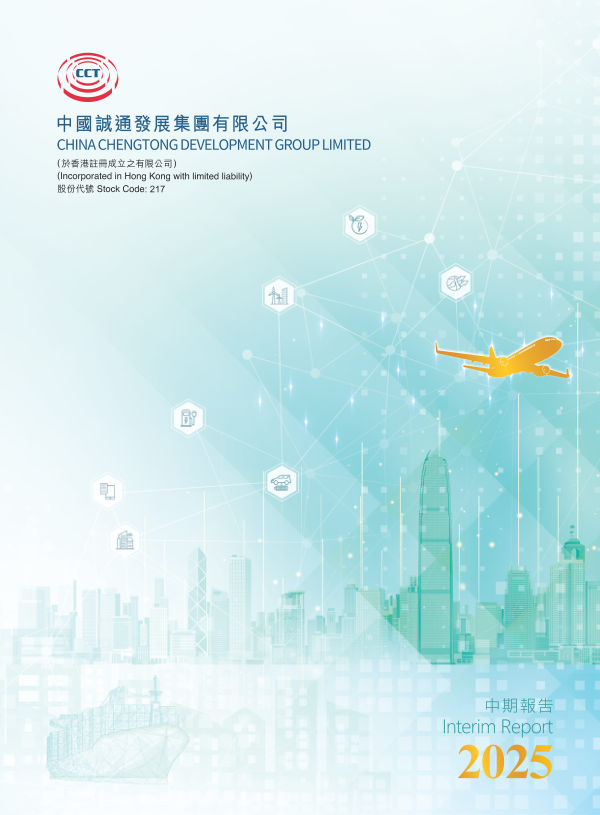 CCT
中國誠通發展集團有限公司
CHINA CHENGTONG DEVELOPMENT GROUP LIMITED
(於香港註冊成立之有限公司)
(Incorporated in Hong Kong with limited liability)
股份代號 Stock Code: 217
中期報告
Interim Report
2025